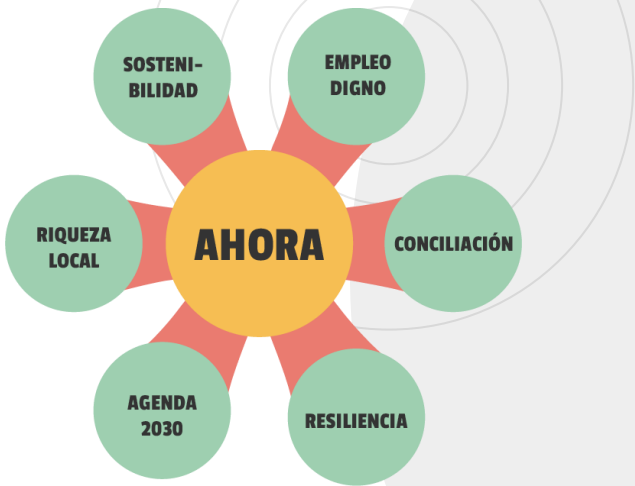 SOSTENI-
BILIDAD
EMPLEO
DIGNO
RIQUEZA
LOCAL
AHORA
CONCILIACIÓN
AGENDA
2030
RESILIENCIA